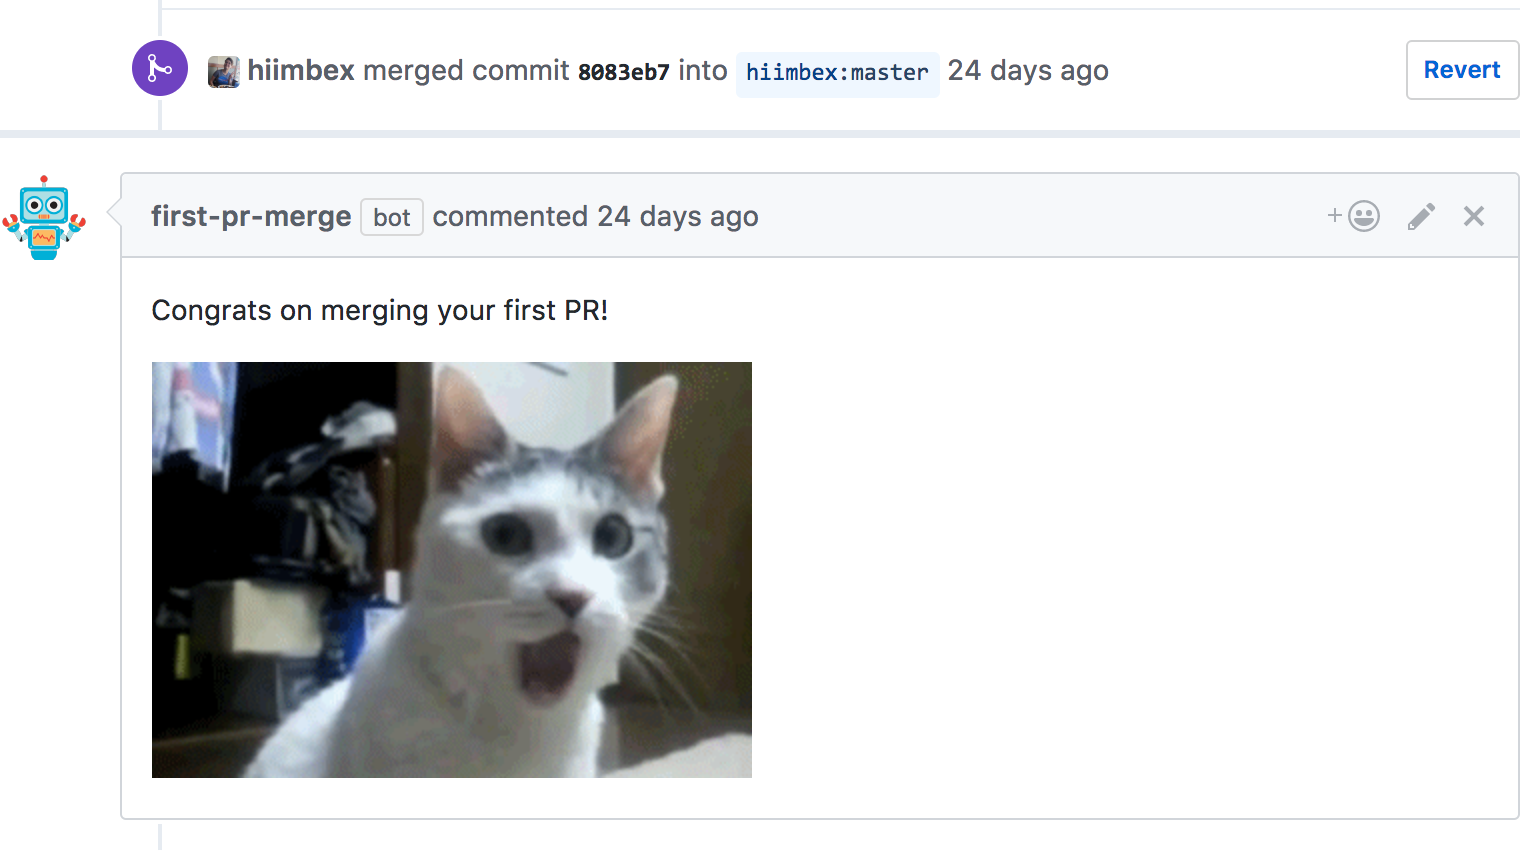 hiimbex merged commit 8083eb7 into hiimbex:master 24 days ago
Revert
first-pr-merge bot commented 24 days ago
Congrats on merging your first PR!